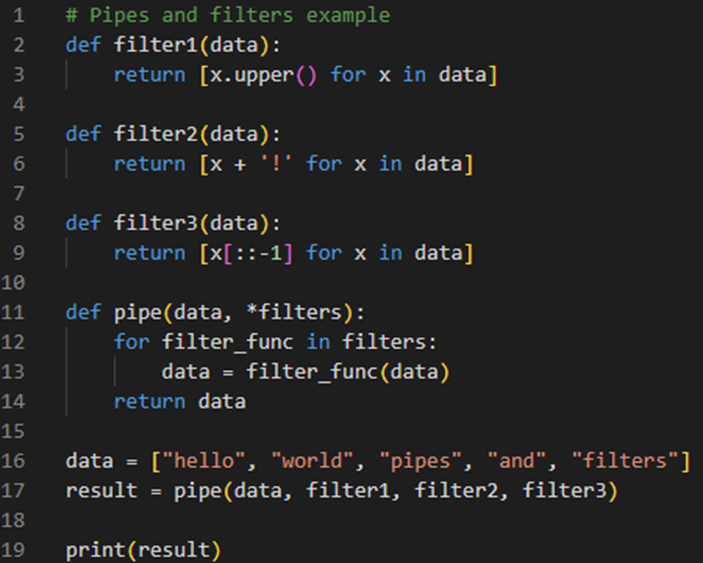 1 # Pipes and filters example
2 def filter1(data):
3     return [x.upper() for x in data]
4
5 def filter2(data):
6     return [x + '!' for x in data]
7
8 def filter3(data):
9     return [x[::-1] for x in data]
10
11 def pipe(data, *filters):
12     for filter_func in filters:
13         data = filter_func(data)
14     return data
15
16 data = ["hello", "world", "pipes", "and", "filters"]
17 result = pipe(data, filter1, filter2, filter3)
18
19 print(result)